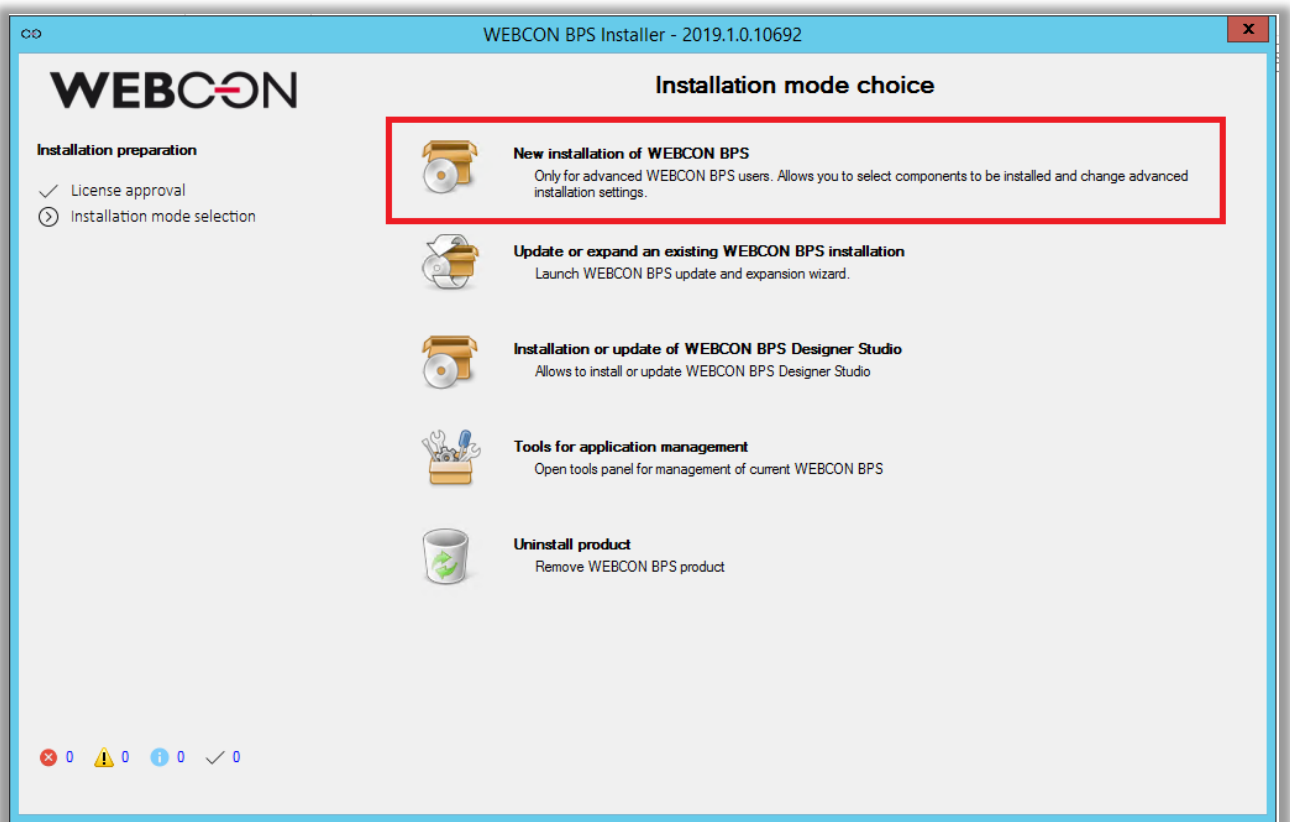 WEBCON BPS Installer - 2019.1.0.10692
x
WEBCON
Installation mode choice
Installation preparation
License approval
Installation mode selection
New installation of WEBCON BPS
Only for advanced WEBCON BPS users. Allows you to select components to be installed and change advanced
installation settings.
Update or expand an existing WEBCON BPS installation
Launch WEBCON BPS update and expansion wizard.
Installation or update of WEBCON BPS Designer Studio
Allows to install or update WEBCON BPS Designer Studio
Tools for application management
Open tools panel for management of current WEBCON BPS
Uninstall product
Remove WEBCON BPS product
0 0 0 0